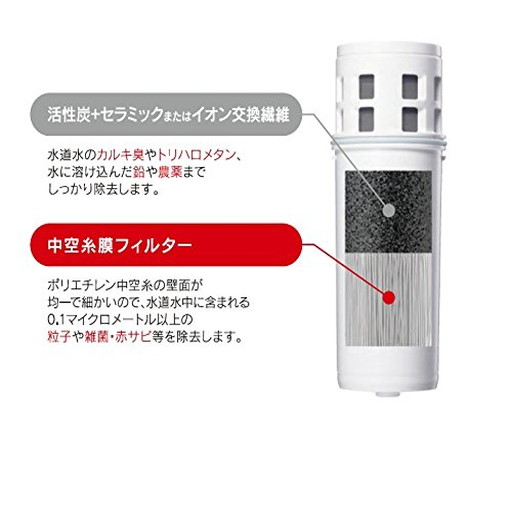 活性炭+セラミックまたはイオン交換繊維
水道水のカルキ臭やトリハロメタン、
水に溶け込んだ鉛や農薬まで
しっかり除去します。
中空糸膜フィルター
ポリエチレン中空糸の壁面が
均一で細かいので、水道水中に含まれる
0.1マイクロメートル以上の
粒子や雑菌・赤サビ等を除去します。